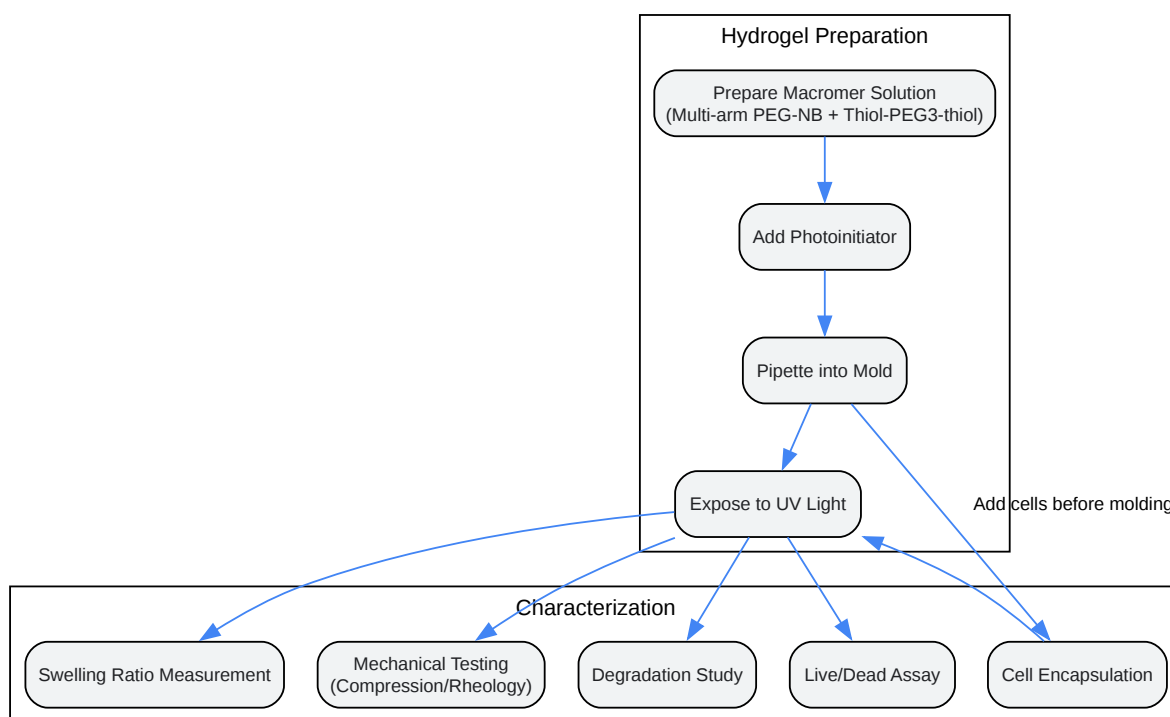 Hydrogel Preparation
Prepare Macromer Solution
(Multi-arm PEG-NB + Thiol-PEG3-thiol)
Add Photoinitiator
Pipette into Mold
Expose to UV Light
Add cells before molding
Characterization
Swelling Ratio Measurement
Mechanical Testing
(Compression/Rheology)
Degradation Study
Live/Dead Assay
Cell Encapsulation